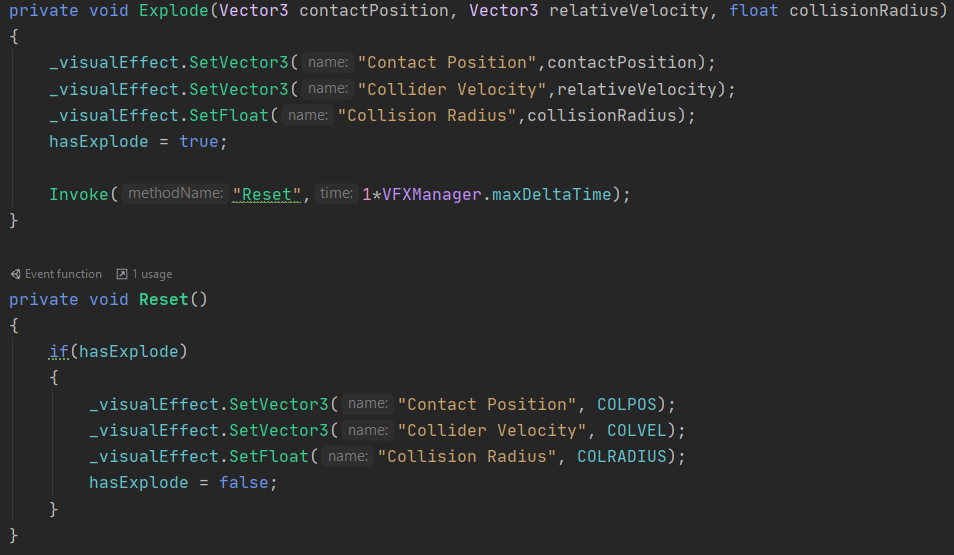 private void Explode(Vector3 contactPosition, Vector3 relativeVelocity, float collisionRadius)
{
_visualEffect.SetVector3( name: "Contact Position",contactPosition);
_visualEffect.SetVector3( name: "Collider Velocity",relativeVelocity);
_visualEffect.SetFloat( name: "Collision Radius",collisionRadius);
hasExplode = true;
Invoke( methodName: "Reset", time: 1*VFXManager.maxDeltaTime);
}
Event function 1 usage
private void Reset()
{
if(hasExplode)
{
_visualEffect.SetVector3( name: "Contact Position", COLPOS);
_visualEffect.SetVector3( name: "Collider Velocity", COLVEL);
_visualEffect.SetFloat( name: "Collision Radius", COLRADIUS);
hasExplode = false;
}
}